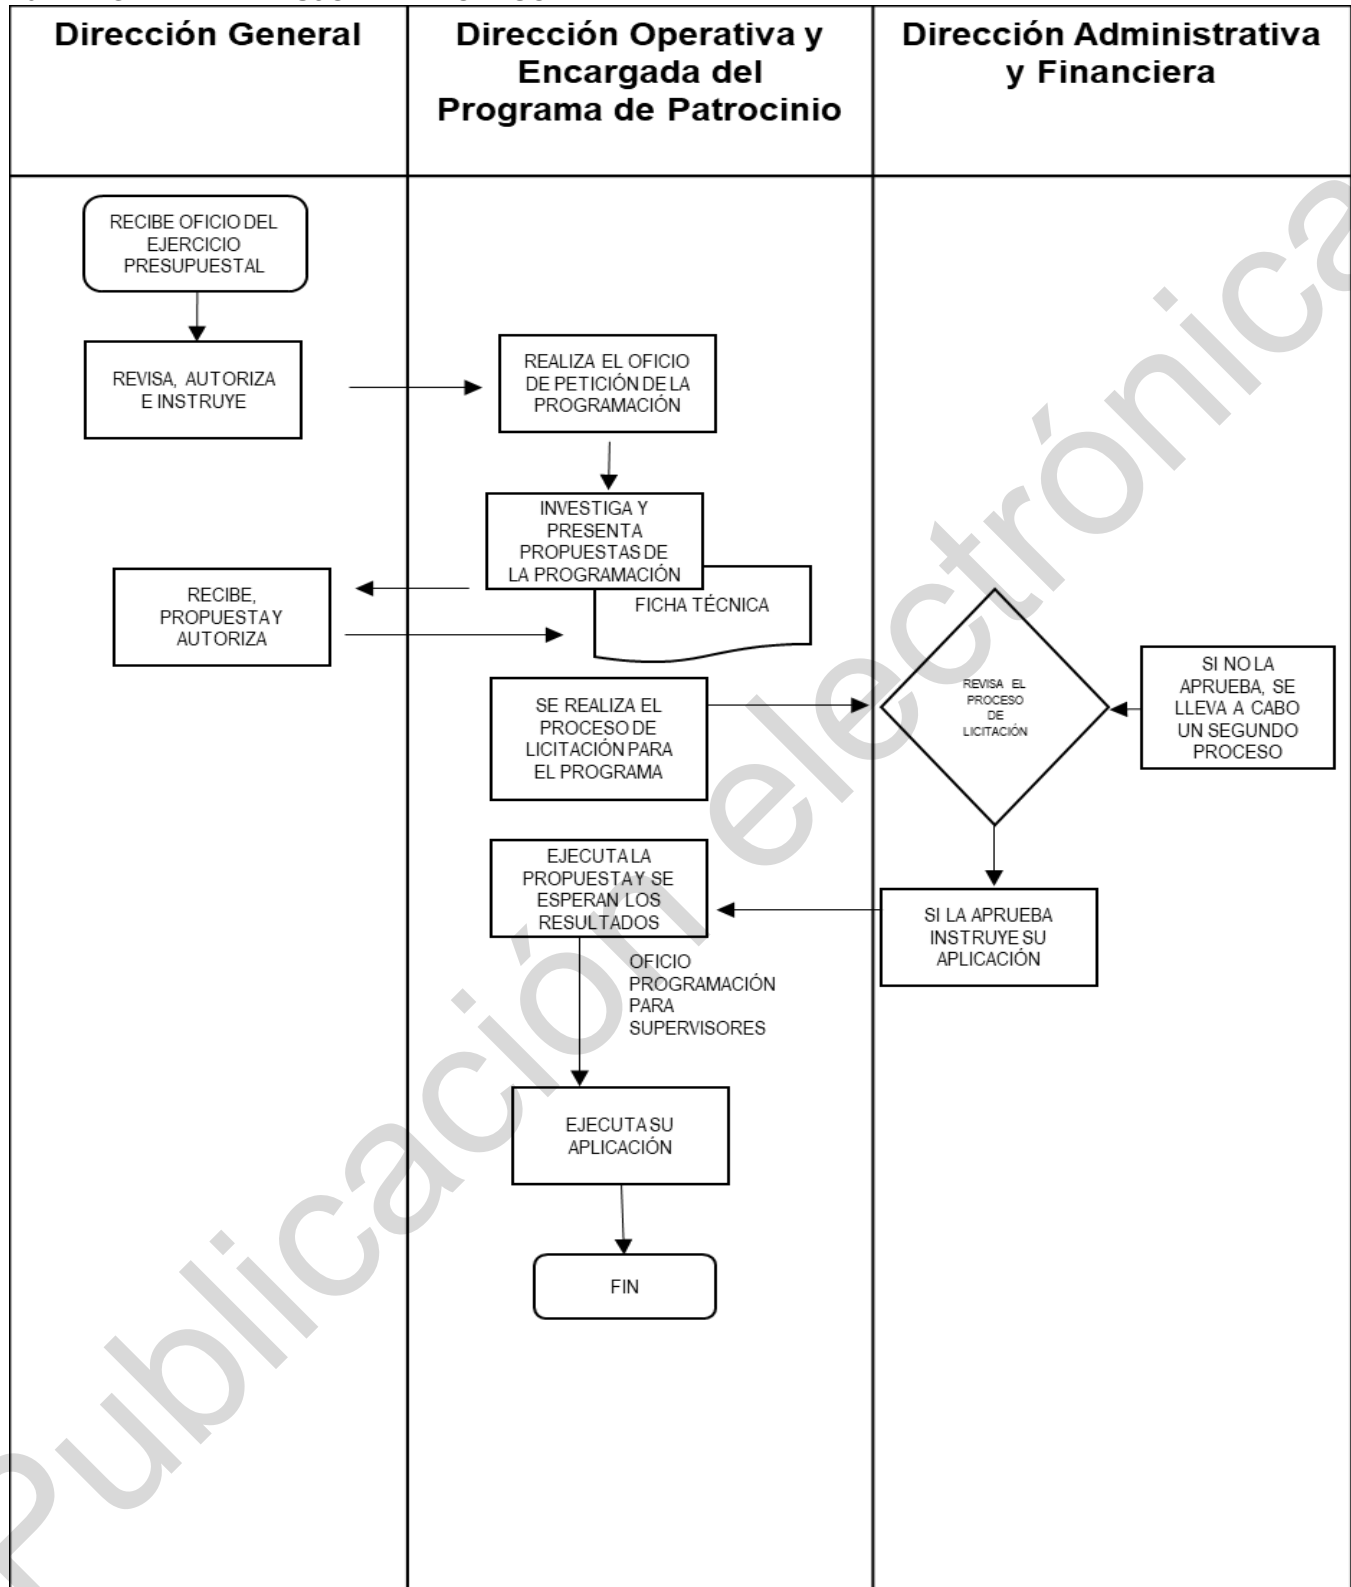 Dirección General
Dirección Operativa y
Encargada del
Programa de Patrocinio
Dirección Administrativa
y Financiera
RECIBE OFICIO DEL
EJERCICIO
PRESUPUESTAL
REVISA, AUTORIZA
E INSTRUYE
REALIZA EL OFICIO
DE PETICIÓN DE LA
PROGRAMACIÓN
INVESTIGA Y
PRESENTA
PROPUESTAS DE
LA PROGRAMACIÓN
RECIBE,
PROPUESTA Y
AUTORIZA
FICHA TÉCNICA
SE REALIZA EL
PROCESO DE
LICITACIÓN PARA
EL PROGRAMA
REVISA EL
PROCESO
DE
LICITACIÓN
SI NO LA
APRUEBA, SE
LLEVA A CABO
UN SEGUNDO
PROCESO
EJECUTA LA
PROPUESTA Y SE
ESPERAN LOS
RESULTADOS
SI LA APRUEBA
INSTRUYE SU
APLICACIÓN
OFICIO
PROGRAMACIÓN
PARA
SUPERVISORES
EJECUTA SU
APLICACIÓN
FIN
Publicación electrónica